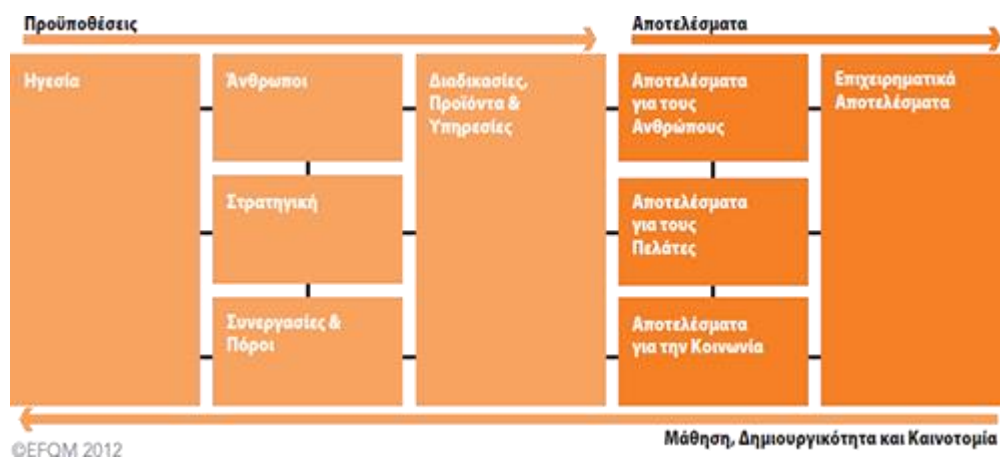 Προϋποθέσεις
Αποτελέσματα
Ηγεσία
Άνθρωποι
Στρατηγική
Συνεργασίες &
Πόροι
Διαδικασίες,
Προϊόντα &
Υπηρεσίες
Αποτελέσματα
για τους
Ανθρώπους
Αποτελέσματα
για τους
Πελάτες
Αποτελέσματα
για την Κοινωνία
Επιχειρηματικά
Αποτελέσματα
Μάθηση, Δημιουργικότητα και Καινοτομία
©EFQM 2012